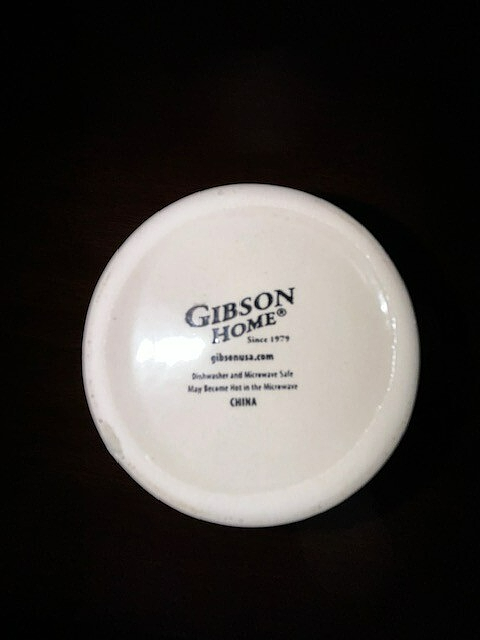 GIBSON
HOME®
Since 1979
gibsonusa.com
Dishwasher and Microwave Safe
May Become Hot in the Microwave
CHINA